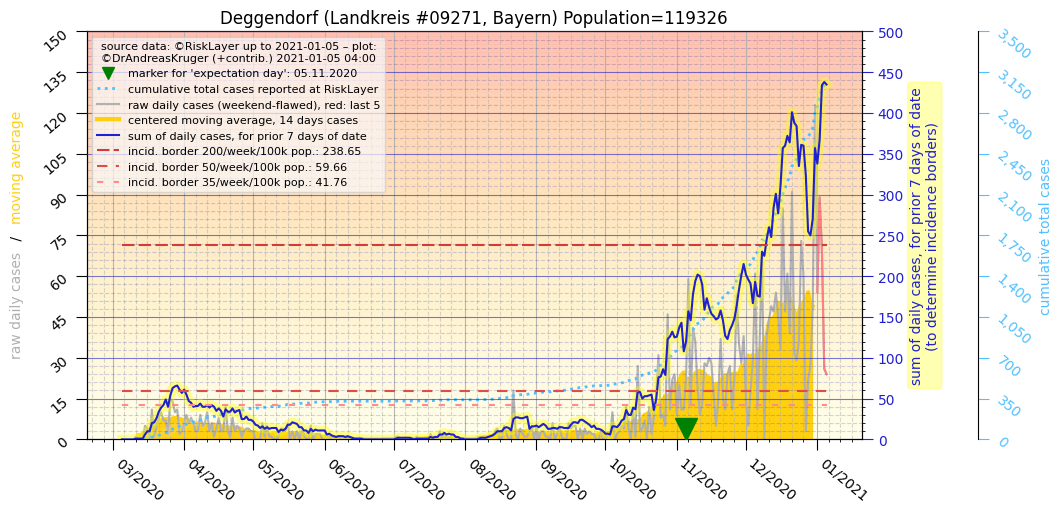 Deggendorf (Landkreis #09271, Bayern) Population=119326
source data: ©RiskLayer up to 2021-01-05 – plot:
©DrAndreasKruger (+contrib.) 2021-01-05 04:00
marker for 'expectation day': 05.11.2020
cumulative total cases reported at RiskLayer
raw daily cases (weekend-flawed), red: last 5
centered moving average, 14 days cases
sum of daily cases, for prior 7 days of date
incid. border 200/week/100k pop.: 238.65
incid. border 50/week/100k pop.: 59.66
incid. border 35/week/100k pop.: 41.76
raw daily cases / moving average
150
135
120
105
90
75
60
45
30
15
0
03/2020
04/2020
05/2020
06/2020
07/2020
08/2020
09/2020
10/2020
11/2020
12/2020
01/2021
500
450
400
350
300
250
200
150
100
50
0
sum of daily cases, for prior 7 days of date
(to determine incidence borders)
3,500
3,150
2,800
2,450
2,100
1,750
1,400
1,050
700
350
0
cumulative total cases